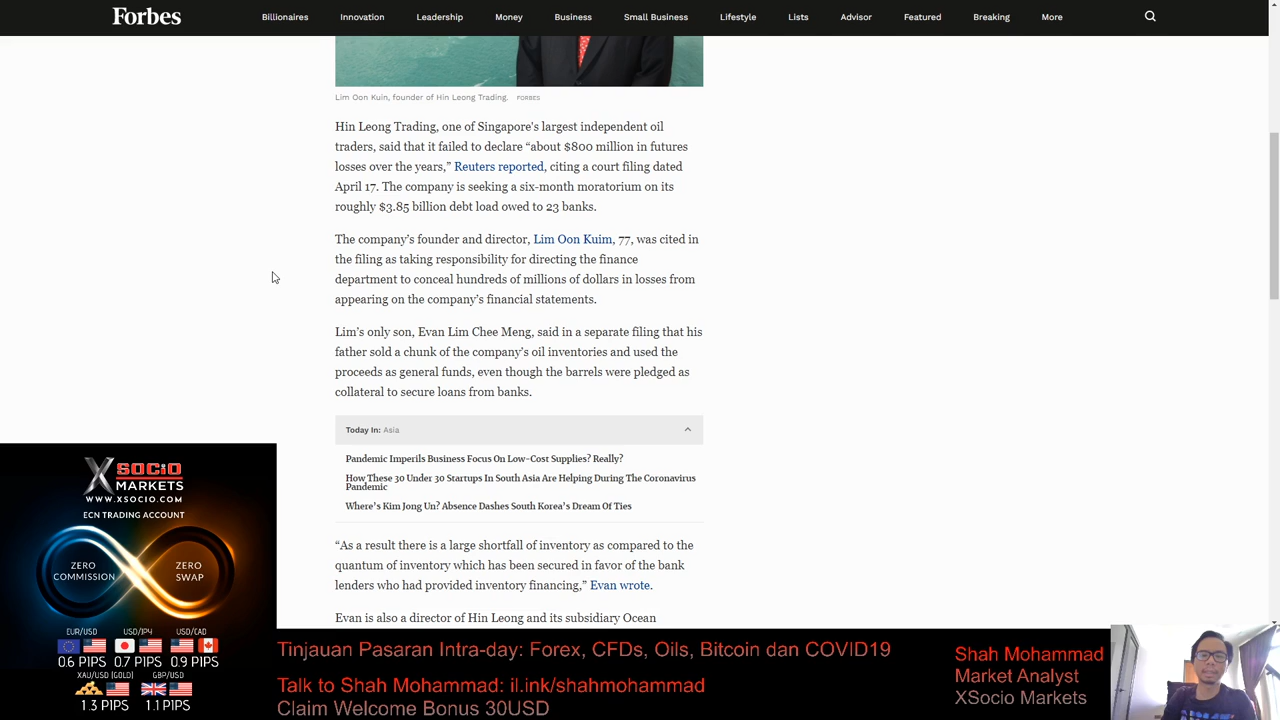 Forbes
Billionaires Innovation Leadership Money Business Small Business Lifestyle Lists Advisor Featured Breaking More
Lim Oon Kuin, founder of Hin Leong Trading. FORBES
Hin Leong Trading, one of Singapore's largest independent oil
traders, said that it failed to declare “about $800 million in futures
losses over the years,” Reuters reported, citing a court filing dated
April 17. The company is seeking a six-month moratorium on its
roughly $3.85 billion debt load owed to 23 banks.
The company’s founder and director, Lim Oon Kuim, 77, was cited in
the filing as taking responsibility for directing the finance
department to conceal hundreds of millions of dollars in losses from
appearing on the company’s financial statements.
Lim’s only son, Evan Lim Chee Meng, said in a separate filing that his
father sold a chunk of the company’s oil inventories and used the
proceeds as general funds, even though the barrels were pledged as
collateral to secure loans from banks.
Today In: Asia
Pandemic Imperils Business Focus On Low-Cost Supplies? Really?
How These 30 Under 30 Startups In South Asia Are Helping During The Coronavirus
Pandemic
Where's Kim Jong Un? Absence Dashes South Korea's Dream Of Ties
“As a result there is a large shortfall of inventory as compared to the
quantum of inventory which has been secured in favor of the bank
lenders who had provided inventory financing,” Evan wrote.
Evan is also a director of Hin Leong and its subsidiary Ocean
XSOCIO
MARKETS
WWW.XSOCIO.COM
ECN TRADING ACCOUNT
ZERO
COMMISSION
ZERO
SWAP
EUR/USD USD/JPY USD/CAD
0.6 PIPS 0.7 PIPS 0.9 PIPS
XAU/USD (GOLD) GBP/USD
1.3 PIPS 1.1 PIPS
Tinjauan Pasaran Intra-day: Forex, CFDs, Oils, Bitcoin dan COVID19
Talk to Shah Mohammad: il.ink/shahmohammad
Claim Welcome Bonus 30USD
Shah Mohammad
Market Analyst
XSocio Markets